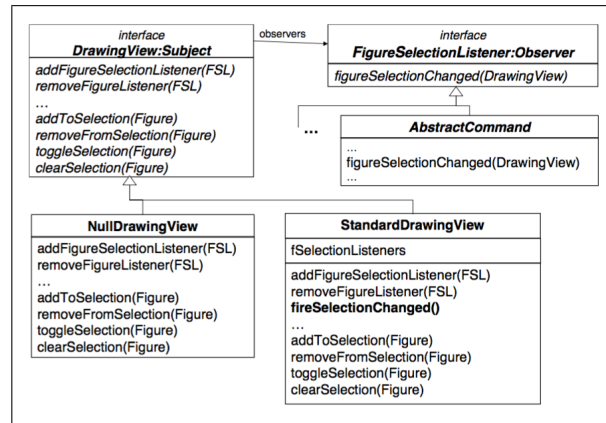 interface
DrawingView:Subject
addFigureSelectionListener(FSL)
removeFigureListener(FSL)
...
addToSelection(Figure)
removeFromSelection(Figure)
toggleSelection(Figure)
clearSelection(Figure)
observers
interface
FigureSelectionListener:Observer
figureSelectionChanged(DrawingView)
...
AbstractCommand
...
figureSelectionChanged(DrawingView)
...
NullDrawingView
addFigureSelectionListener(FSL)
removeFigureListener(FSL)
...
addToSelection(Figure)
removeFromSelection(Figure)
toggleSelection(Figure)
clearSelection(Figure)
StandardDrawingView
fSelectionListeners
addFigureSelectionListener(FSL)
removeFigureListener(FSL)
fireSelectionChanged()
...
addToSelection(Figure)
removeFromSelection(Figure)
toggleSelection(Figure)
clearSelection(Figure)